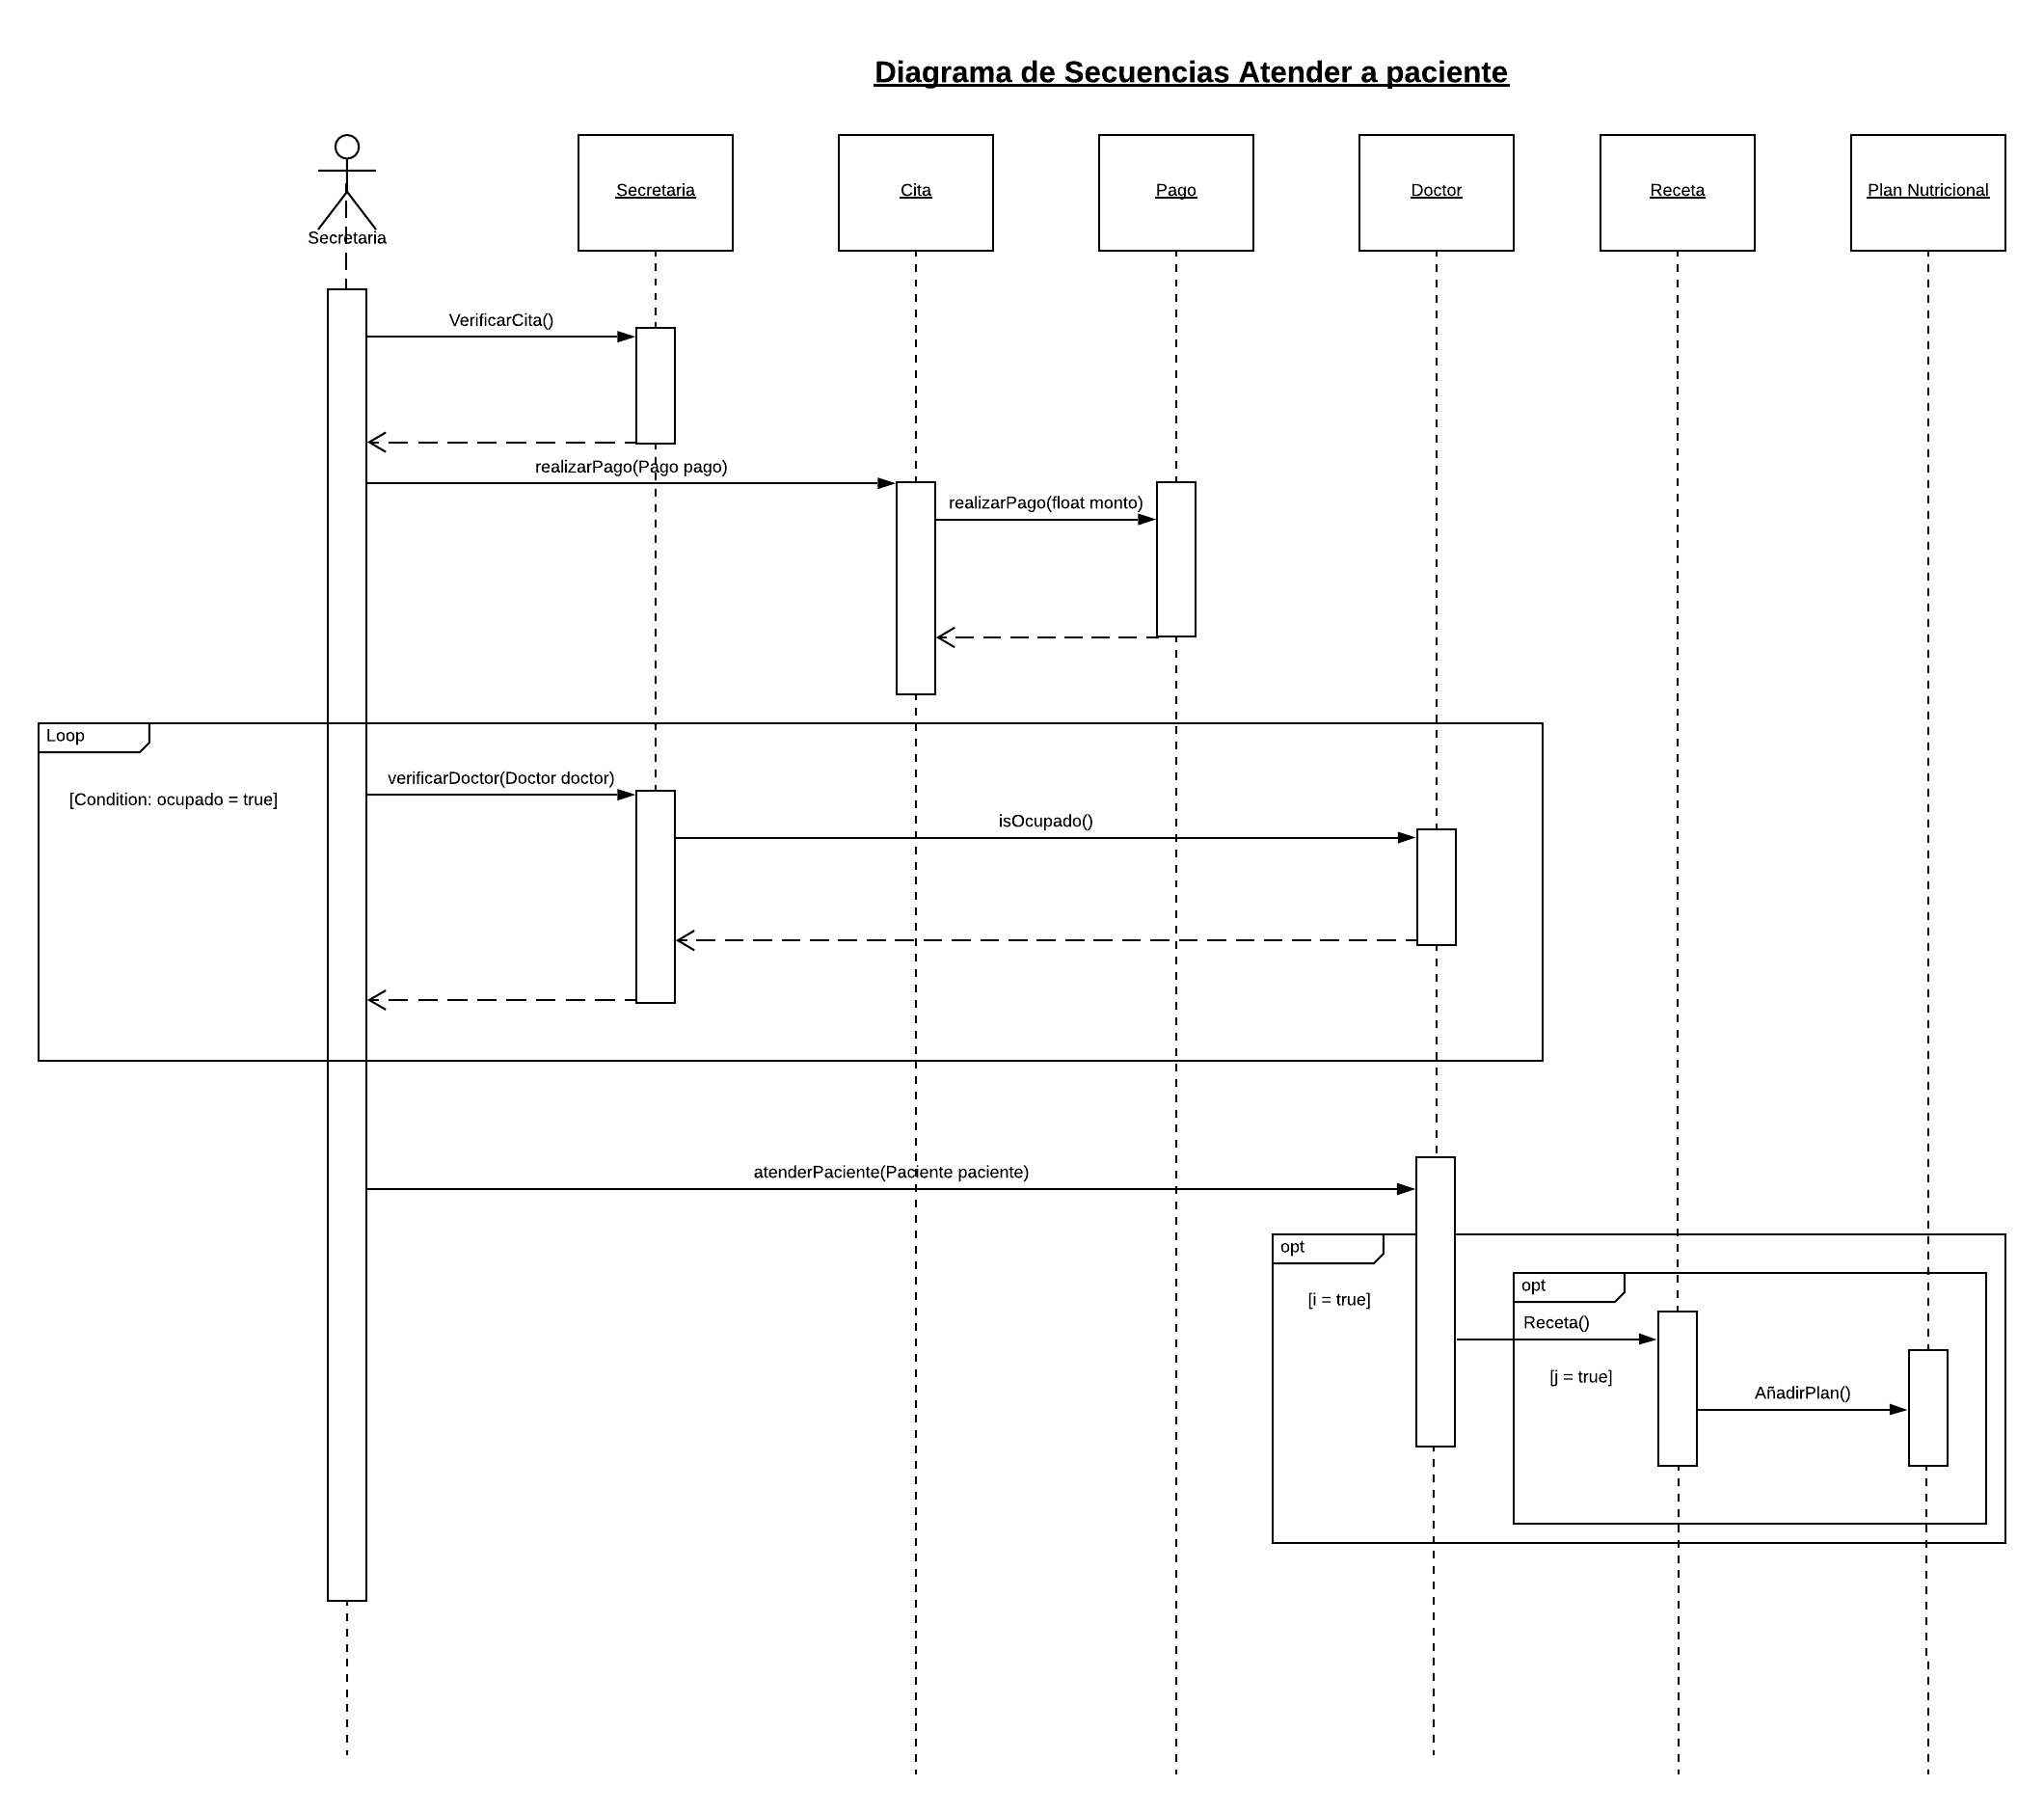 Diagrama de Secuencias Atender a paciente
Secretaria
Secretaria
Cita
Pago
Doctor
Receta
Plan Nutricional
VerificarCita()
realizarPago(Pago pago)
realizarPago(float monto)
Loop
[Condition: ocupado = true]
verificarDoctor(Doctor doctor)
isOcupado()
atenderPaciente(Paciente paciente)
opt
[i = true]
opt
Receta()
[j = true]
AñadirPlan()